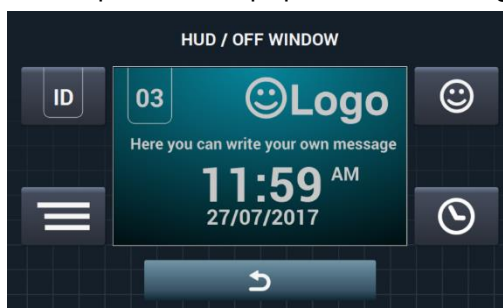 HUD / OFF WINDOW
ID
03
Logo
Here you can write your own message
11:59 AM
27/07/2017